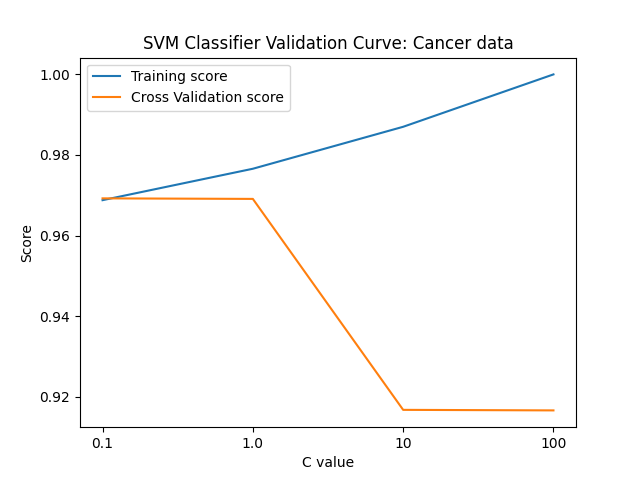 SVM Classifier Validation Curve: Cancer data
Training score
Cross Validation score
1.00
0.98
0.96
0.94
0.92
Score
0.1
1.0
10
100
C value